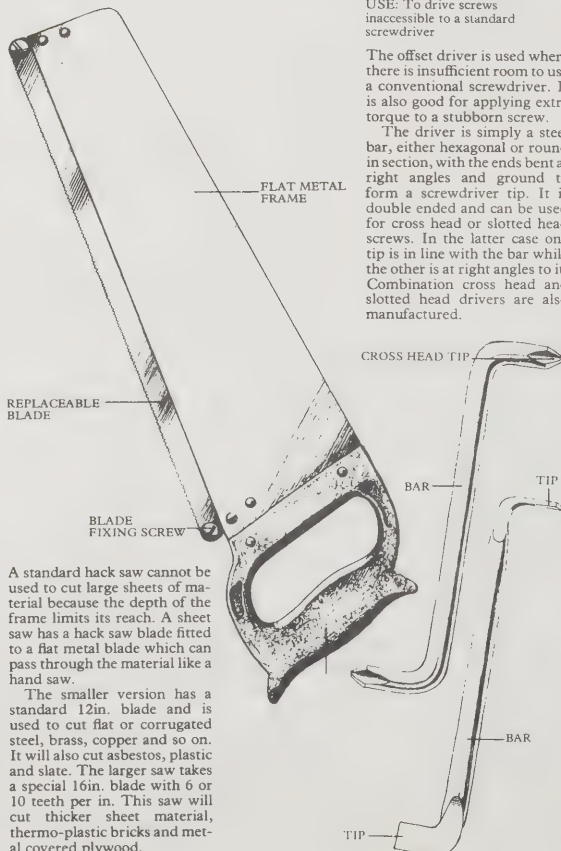 FLAT METAL
FRAME
REPLACEABLE
BLADE
BLADE
FIXING SCREW
A standard hack saw cannot be
used to cut large sheets of ma-
terial because the depth of the
frame limits its reach. A sheet
saw has a hack saw blade fitted
to a flat metal blade which can
pass through the material like a
hand saw.
The smaller version has a
standard 12in. blade and is
used to cut flat or corrugated
steel, brass, copper and so on.
It will also cut asbestos, plastic
and slate. The larger saw takes
a special 16in. blade with 6 or
10 teeth per in. This saw will
cut thicker sheet material,
thermo-plastic bricks and met-
al covered plywood.
USE: To drive screws
inaccessible to a standard
screwdriver
The offset driver is used wher
there is insufficient room to us
a conventional screwdriver. I
is also good for applying extr
torque to a stubborn screw.
The driver is simply a stee
bar, either hexagonal or roun
in section, with the ends bent a
right angles and ground t
form a screwdriver tip. It i
double ended and can be use
for cross head or slotted hea
screws. In the latter case on
tip is in line with the bar whil
the other is at right angles to it
Combination cross head an
slotted head drivers are als
manufactured.
CROSS HEAD TIP
BAR
TIP
BAR
TIP